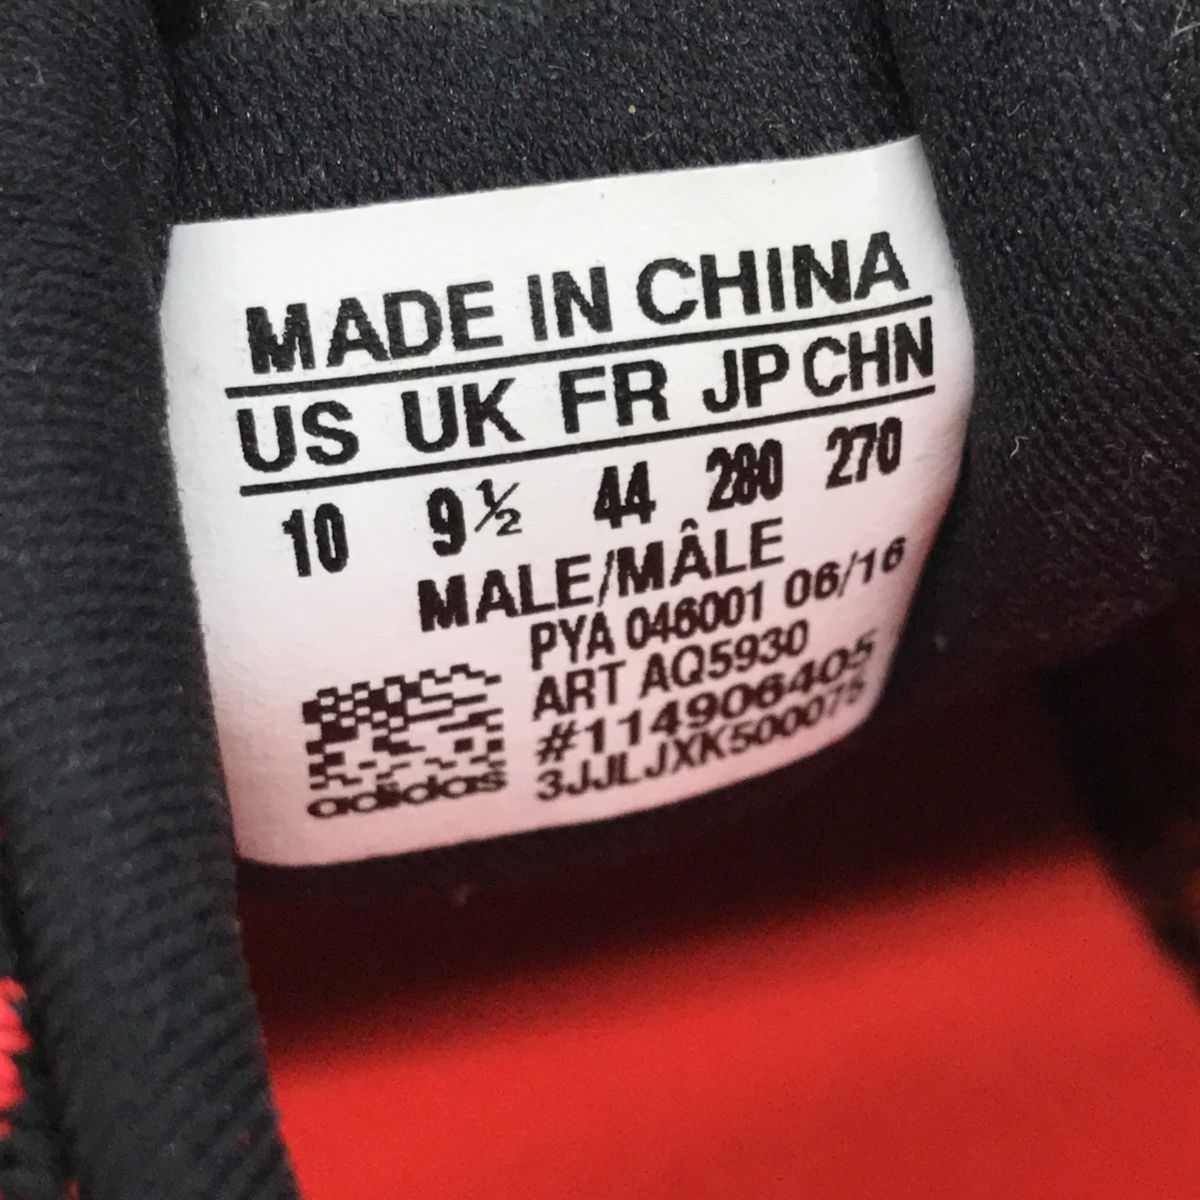 MADE IN CHINA
US UK FR JP CHN
10 9½ 44 280 270
MALE/MÂLE
PYA 046001 06/16
ART AQ5930
#114906405
3JJLJXK500075
adidas